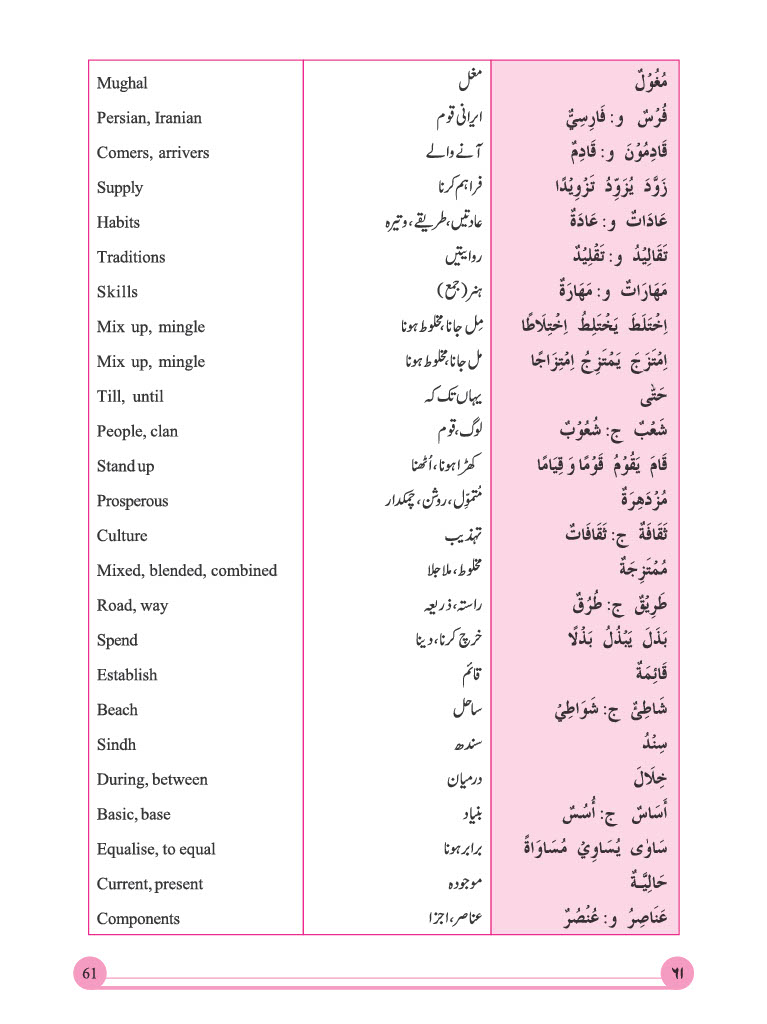 Mughal	مغل	مُغُوۡلٌ
Persian, Iranian	ایرانی قوم	فُرۡسٌ و: فَارِسِيٌّ
Comers, arrivers	آنے والے	قَادِمُوۡنَ و: قَادِمٌ
Supply	فراہم کرنا	زَوَّدَ يُزَوِّدُ تَزۡوِيۡدًا
Habits	عادتیں، طریقے، وتیرہ	عَادَاتٌ و: عَادَةٌ
Traditions	روایتیں	تَقَالِيۡدُ و: تَقۡلِيۡدٌ
Skills	ہنر (جمع)	مَهَارَاتٌ و: مَهَارَةٌ
Mix up, mingle	مِل جانا، مخلوط ہونا	اِخۡتَلَطَ يَخۡتَلِطُ اِخۡتِلَاطًا
Mix up, mingle	مل جانا، مخلوط ہونا	اِمۡتَزَجَ يَمۡتَزِجُ اِمۡتِزَاجًا
Till, until	یہاں تک کہ	حَتّٰى
People, clan	لوگ، قوم	شَعۡبٌ ج: شُعُوۡبٌ
Stand up	کھڑا ہونا، اُٹھنا	قَامَ يَقُوۡمُ قَوۡمًا وَ قِيَامًا
Prosperous	مُتموّل، روشن، چمکدار	مُزۡدَهِرَةٌ
Culture	تہذیب	ثَقَافَةٌ ج: ثَقَافَاتٌ
Mixed, blended, combined	مخلوط، ملا جلا	مُمۡتَزِجَةٌ
Road, way	راستہ، ذریعہ	طَرِيۡقٌ ج: طُرُقٌ
Spend	خرچ کرنا، دینا	بَذَلَ يَبۡذُلُ بَذۡلًا
Establish	قائم	قَائِمَةٌ
Beach	ساحل	شَاطِئٌ ج: شَوَاطِيۡ
Sindh	سندھ	سِنۡدُ
During, between	درمیان	خِلَالَ
Basic, base	بنیاد	أَسَاسٌ ج: أُسُسٌ
Equalise, to equal	برابر ہونا	سَاوٰى يُسَاوِيۡ مُسَاوَاةً
Current, present	موجودہ	حَالِيَّةٌ
Components	عناصر، اجزا	عَنَاصِرُ و: عُنۡصُرٌ
61	٦١